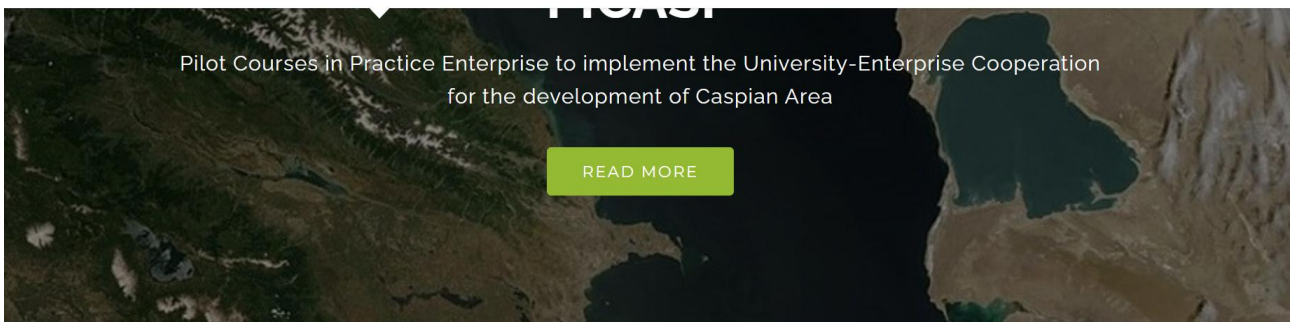 Pilot Courses in Practice Enterprise to implement the University-Enterprise Cooperation
for the development of Caspian Area
READ MORE